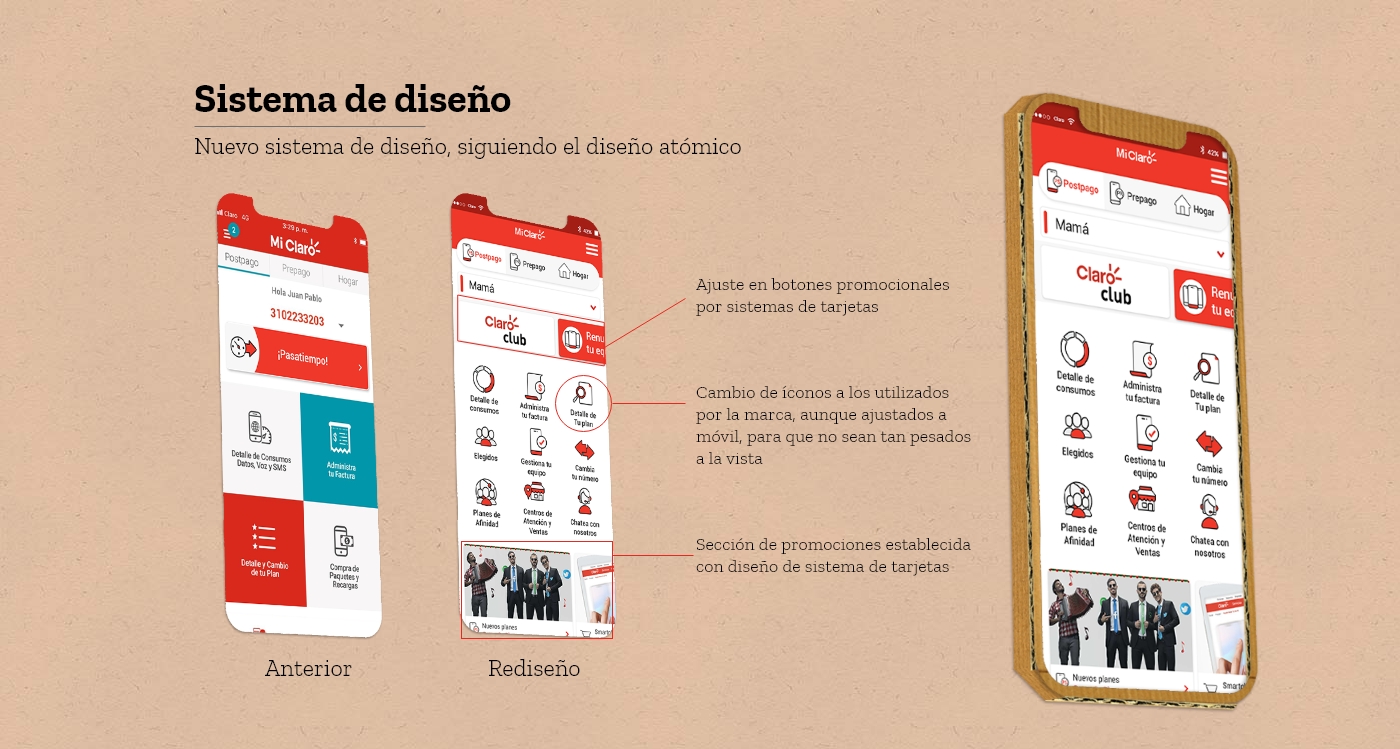 Sistema de diseño
Nuevo sistema de diseño, siguiendo el diseño atómico
Claro 4G
3:29 p. m.
2
Mi Claro
Postpago
Prepago
Hogar
Hola Juan Pablo
3102233203
¡Pasatiempo!
Detalle de Consumos
Datos, Voz y SMS
Administra
tu Factura
Detalle y Cambio
de tu Plan
Compra de
Paquetes y
Recargas
Anterior
Claro
42%
Mi Claro
Postpago
Prepago
Hogar
Mamá
Claro
club
Renu
tu eq
Detalle de
consumos
Administra
tu factura
Detalle de
Tu plan
Elegidos
Gestiona tu
equipo
Cambia
tu número
Planes de
Afinidad
Centros de
Atención y
Ventas
Chatea con
nosotros
Nuevos planes
Smartp
Rediseño
Ajuste en botones promocionales
por sistemas de tarjetas
Cambio de íconos a los utilizados
por la marca, aunque ajustados a
móvil, para que no sean tan pesados
a la vista
Sección de promociones establecida
con diseño de sistema de tarjetas
Claro
42%
Mi Claro
Postpago
Prepago
Hogar
Mamá
Claro
club
Renu
tu eq
Detalle de
consumos
Administra
tu factura
Detalle de
Tu plan
Elegidos
Gestiona tu
equipo
Cambia
tu número
Planes de
Afinidad
Centros de
Atención y
Ventas
Chatea con
nosotros
Claro
Nuevos planes
Smart